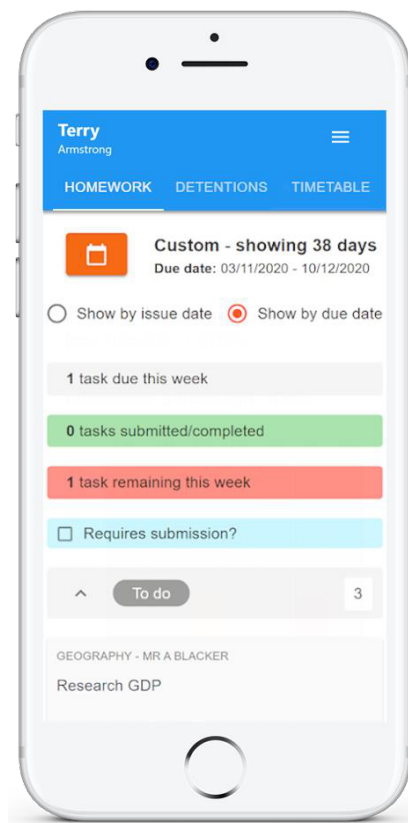 Terry
Armstrong
HOMEWORK DETENTIONS TIMETABLE
Custom - showing 38 days
Due date: 03/11/2020 - 10/12/2020
Show by issue date Show by due date
1 task due this week
0 tasks submitted/completed
1 task remaining this week
Requires submission?
To do 3
GEOGRAPHY - MR A BLACKER
Research GDP